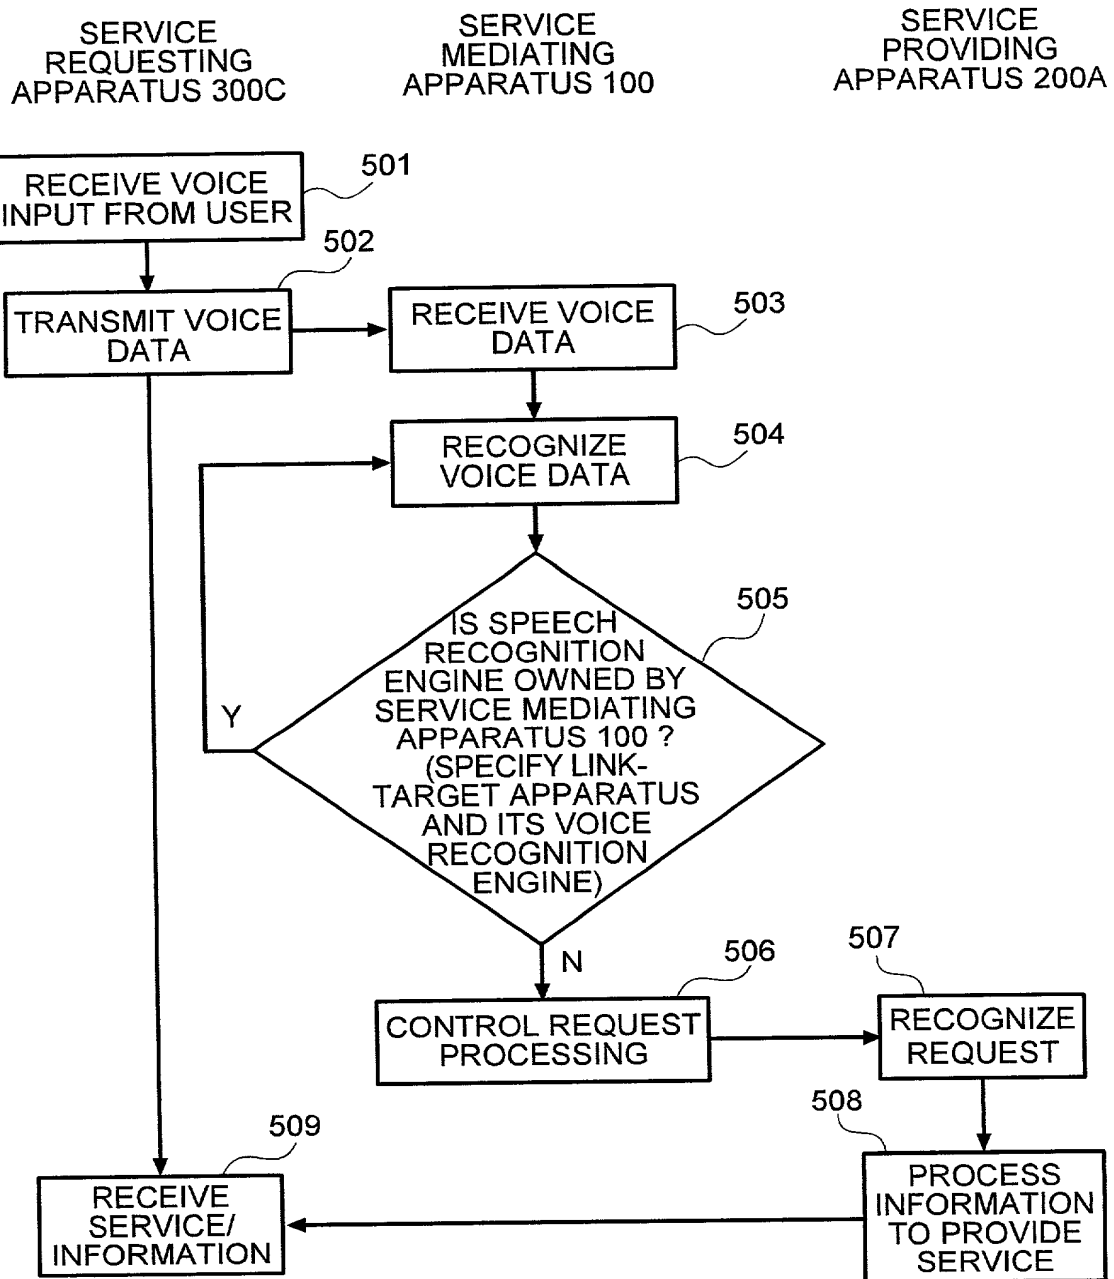 SERVICE
REQUESTING
APPARATUS 300C
SERVICE
MEDIATING
APPARATUS 100
SERVICE
PROVIDING
APPARATUS 200A
501
RECEIVE VOICE
INPUT FROM USER
502
TRANSMIT VOICE
DATA
503
RECEIVE VOICE
DATA
504
RECOGNIZE
VOICE DATA
505
IS SPEECH
RECOGNITION
ENGINE OWNED BY
SERVICE MEDIATING
APPARATUS 100 ?
(SPECIFY LINK-
TARGET APPARATUS
AND ITS VOICE
RECOGNITION
ENGINE)
Y
N
506
CONTROL REQUEST
PROCESSING
507
RECOGNIZE
REQUEST
508
PROCESS
INFORMATION
TO PROVIDE
SERVICE
509
RECEIVE
SERVICE/
INFORMATION